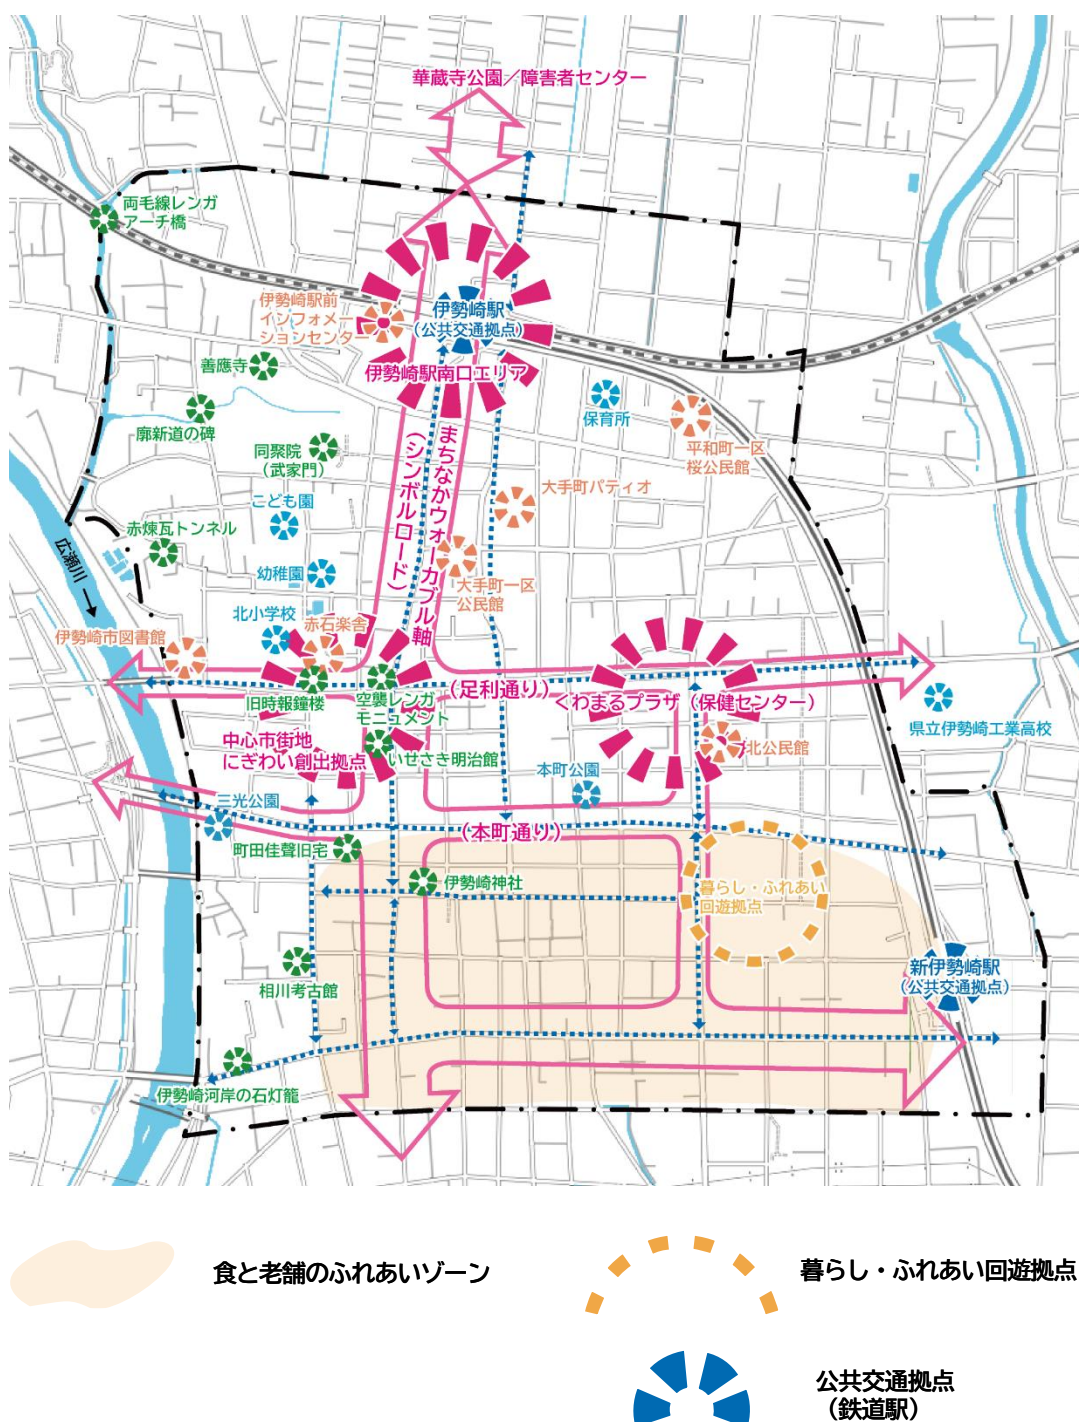 華蔵寺公園／障害者センター
両毛線レンガ
アーチ橋
伊勢崎駅前
インフォメー
ションセンター
伊勢崎駅
（公共交通拠点）
善應寺
伊勢崎駅南口エリア
保育所
廓新道の碑
同聚院
（武家門）
まちなかウォーカブル軸
（シンボルロード）
平和町一区
桜公民館
こども園
大手町パティオ
赤煉瓦トンネル
広瀬川
幼稚園
大手町一区
公民館
北小学校
赤石楽舎
伊勢崎市図書館
旧時報鐘楼
空襲レンガ
モニュメント
（足利通り）
くわまるプラザ（保健センター）
県立伊勢崎工業高校
中心市街地
にぎわい創出拠点
いせさき明治館
北公民館
本町公園
三光公園
町田佳聲旧宅
（本町通り）
伊勢崎神社
暮らし・ふれあい
回遊拠点
相川考古館
新伊勢崎駅
（公共交通拠点）
伊勢崎河岸の石灯籠
食と老舗のふれあいゾーン
暮らし・ふれあい回遊拠点
公共交通拠点
（鉄道駅）